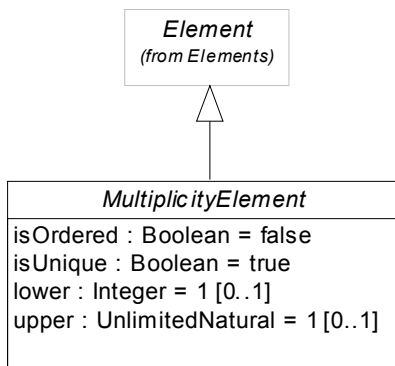 Element
(from Elements)
MultiplicityElement
isOrdered : Boolean = false
isUnique : Boolean = true
lower : Integer = 1 [0..1]
upper : UnlimitedNatural = 1 [0..1]